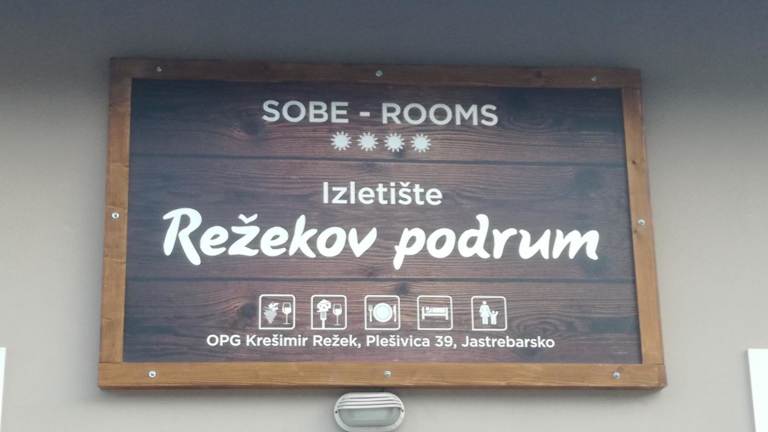 SOBE - ROOMS
Izletište
Režekov podrum
OPG Krešimir Režek, Plešivica 39, Jastrebarsko